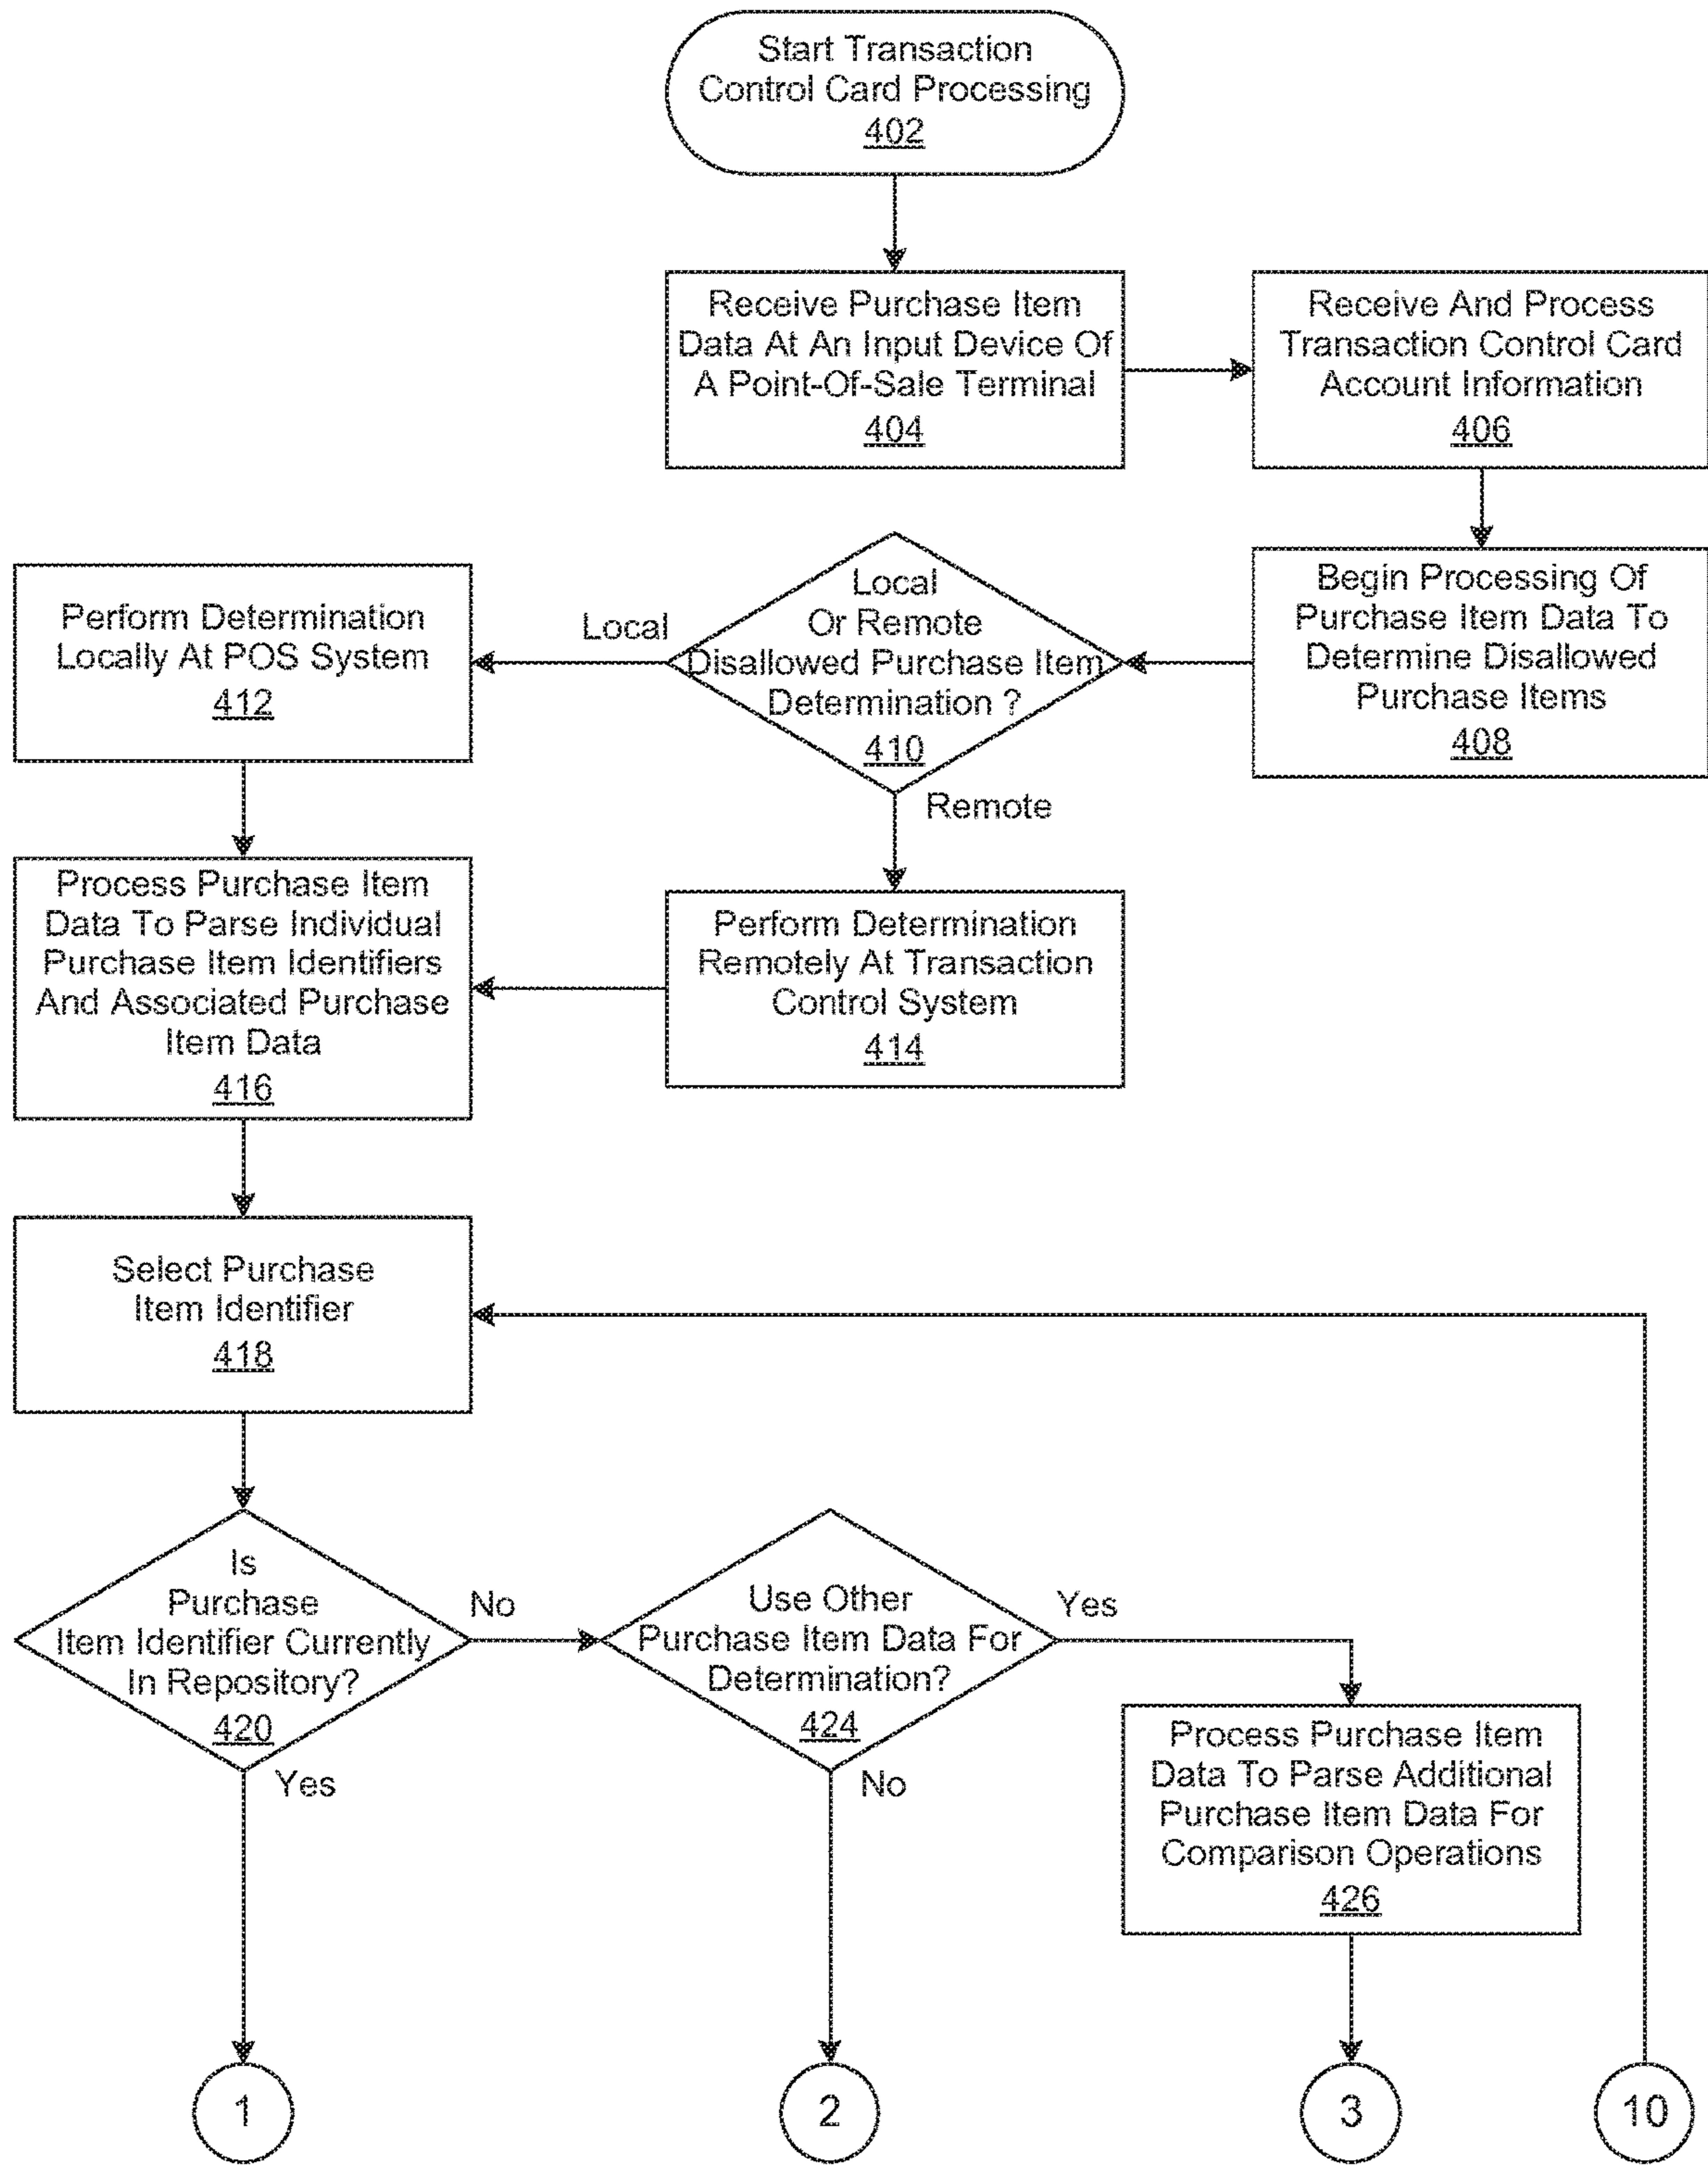 Start Transaction
Control Card Processing
402
Receive Purchase Item
Data At An Input Device Of
A Point-Of-Sale Terminal
404
Receive And Process
Transaction Control Card
Account Information
406
Begin Processing Of
Purchase Item Data To
Determine Disallowed
Purchase Items
408
Local
Or Remote
Disallowed Purchase Item
Determination ?
410
Local
Remote
Perform Determination
Locally At POS System
412
Perform Determination
Remotely At Transaction
Control System
414
Process Purchase Item
Data To Parse Individual
Purchase Item Identifiers
And Associated Purchase
Item Data
416
Select Purchase
Item Identifier
418
Is
Purchase
Item Identifier Currently
In Repository?
420
No
Yes
Use Other
Purchase Item Data For
Determination?
424
Yes
No
Process Purchase Item
Data To Parse Additional
Purchase Item Data For
Comparison Operations
426
1
2
3
10